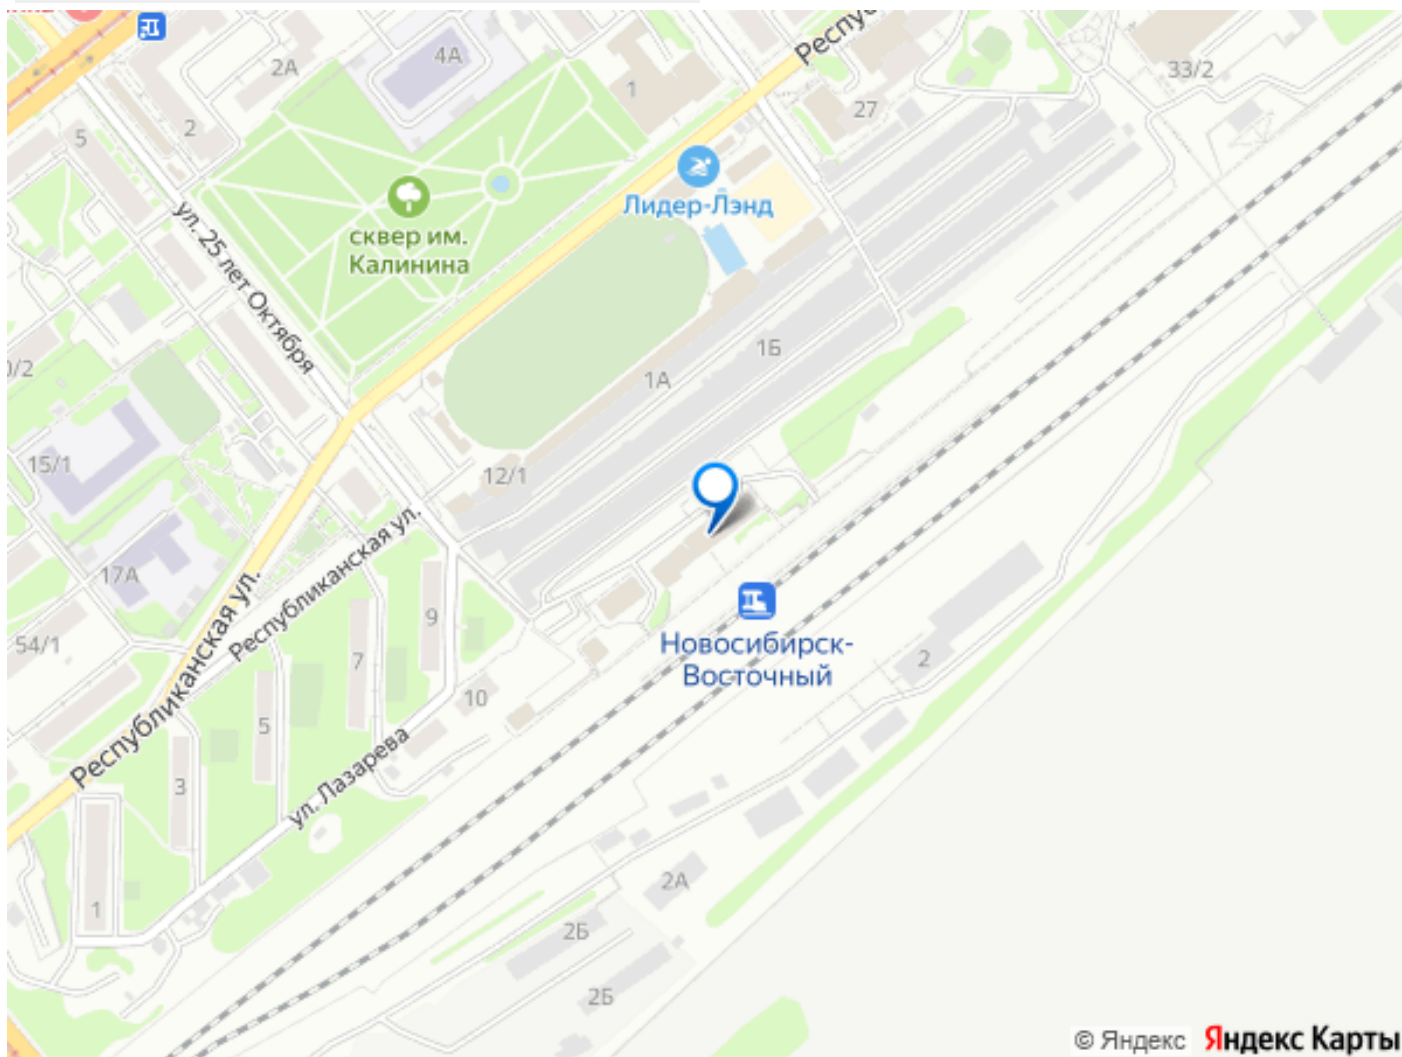 4А
2А
2
5
1
Респу
33/2
27
Лидер-Лэнд
сквер им.
Калинина
ул. 25 лет Октября
1Б
1А
12/1
15/1
17А
54/1
Республиканская ул.
Республиканская ул.
9
7
5
3
1
10
ул. Лазарева
Новосибирск-
Восточный
2
2А
2Б
2Б
© Яндекс Яндекс Карты